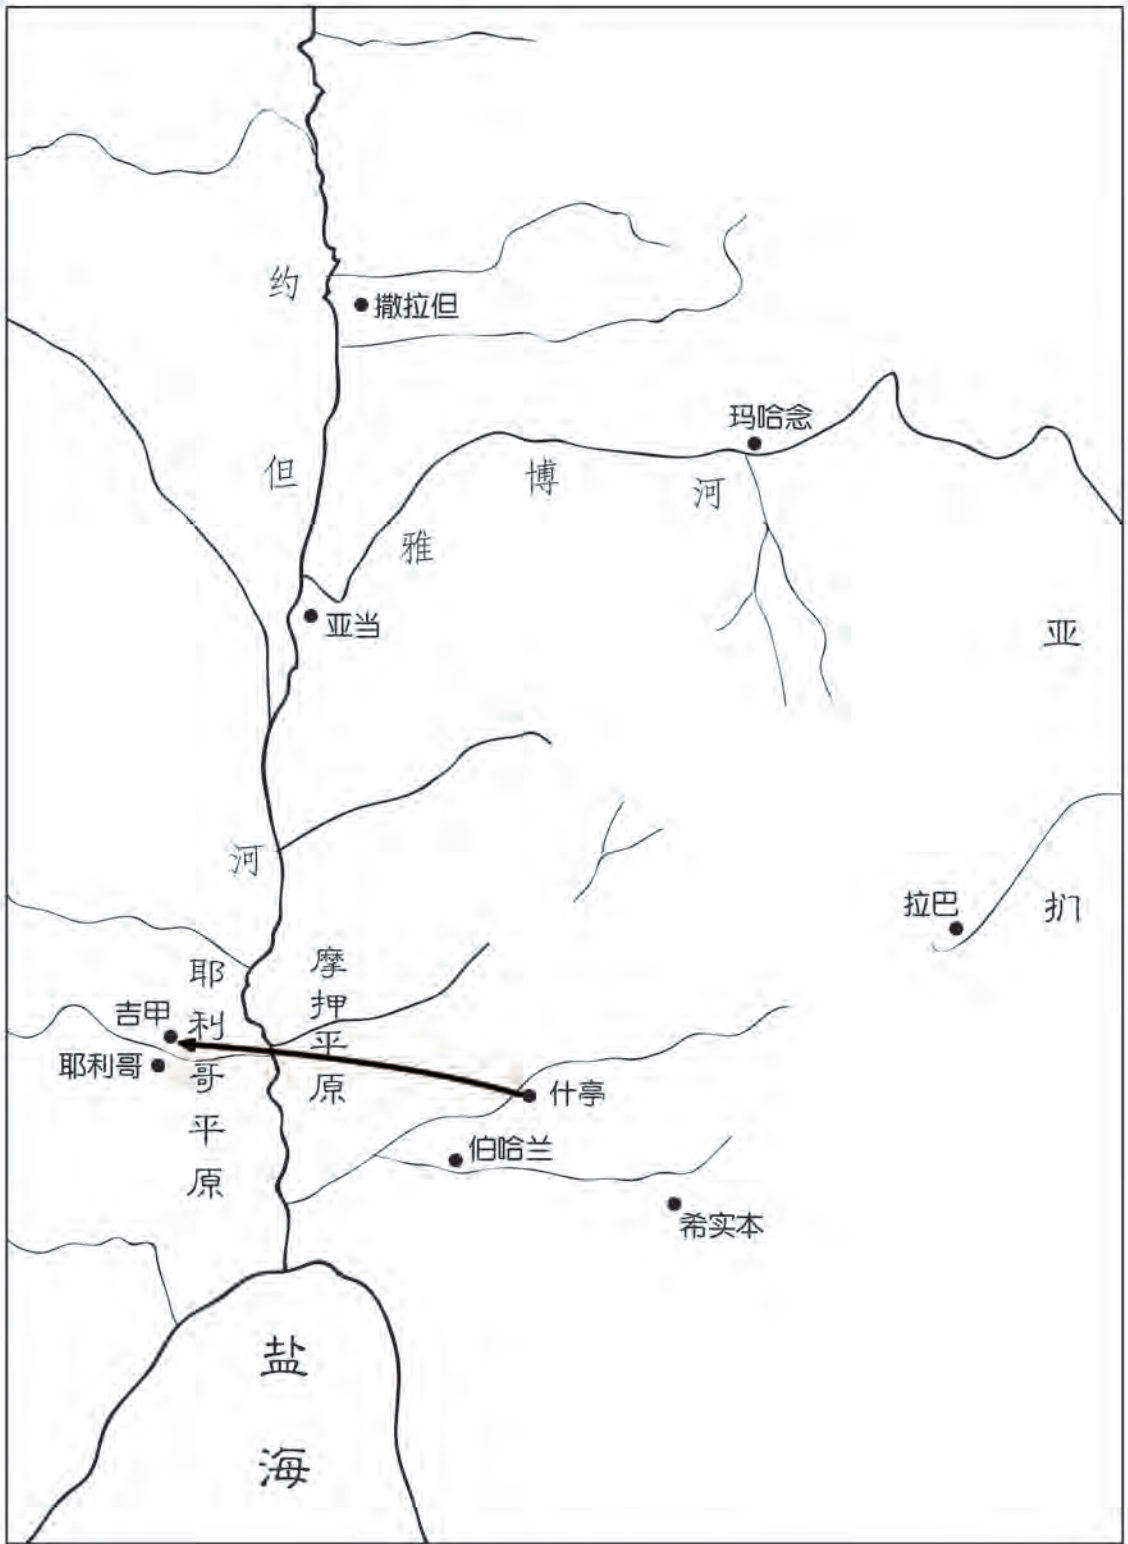 约但河
撒拉但
玛哈念
雅博河
亚当
亚扪
拉巴
耶利哥平原
摩押平原
吉甲
耶利哥
什亭
伯哈兰
希实本
盐海